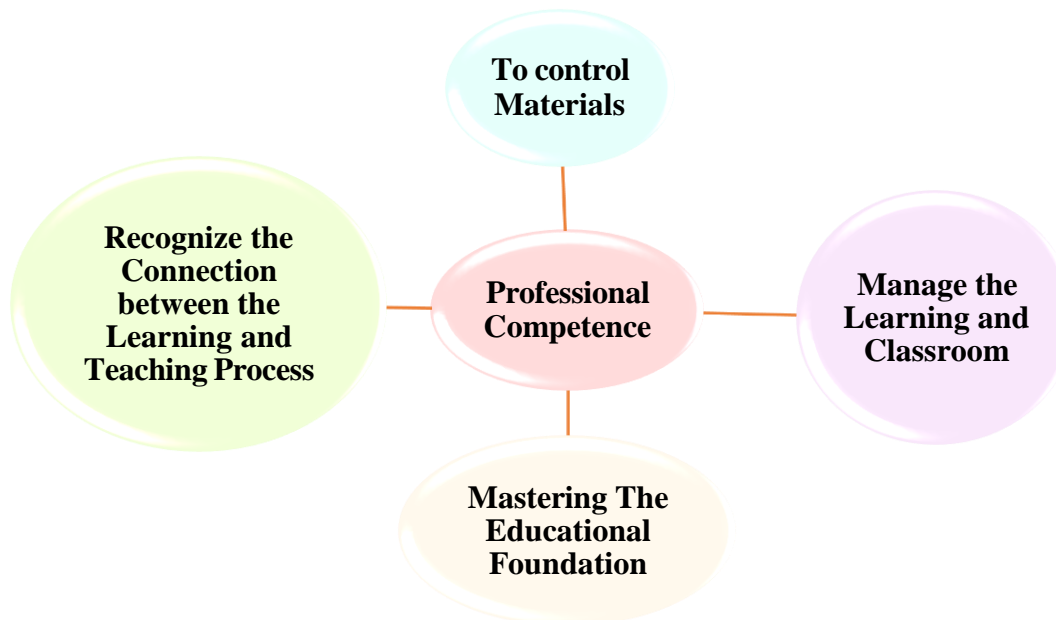 To control
Materials
Recognize the
Connection
between the
Learning and
Teaching Process
Professional
Competence
Manage the
Learning and
Classroom
Mastering The
Educational
Foundation